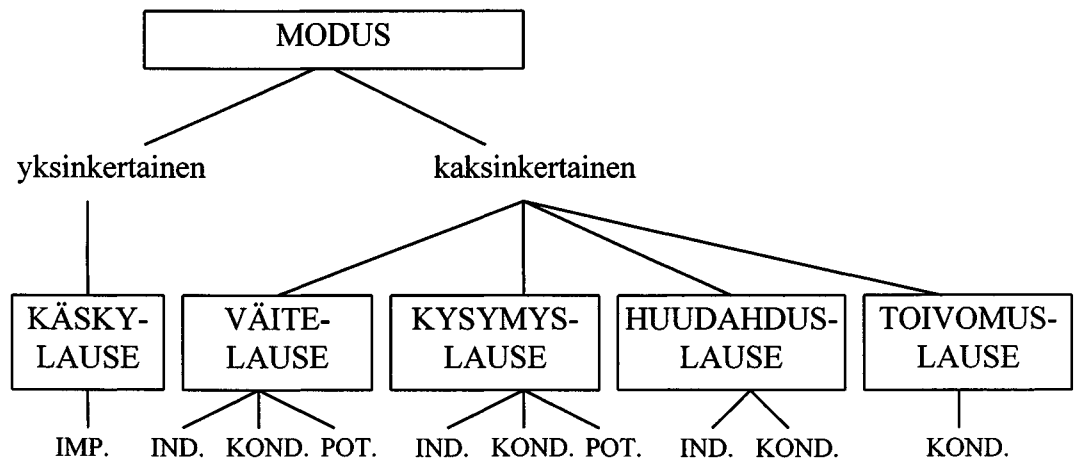 MODUS
yksinkertainen kaksinkertainen
KÄSKY- VÄITE- KYSYMYS- HUUDAHDUS- TOIVOMUS-
LAUSE LAUSE LAUSE LAUSE LAUSE
IMP. IND. KOND. POT. IND. KOND. POT. IND. KOND. KOND.